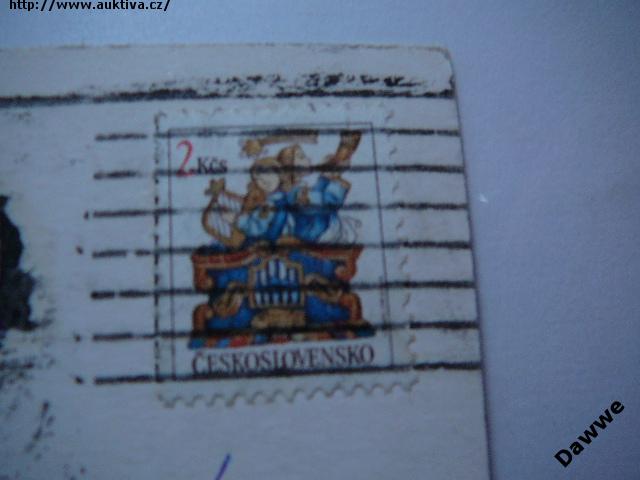 http://www.auktiva.cz/
2 Kčs
ČESKOSLOVENSKO
Dawwe